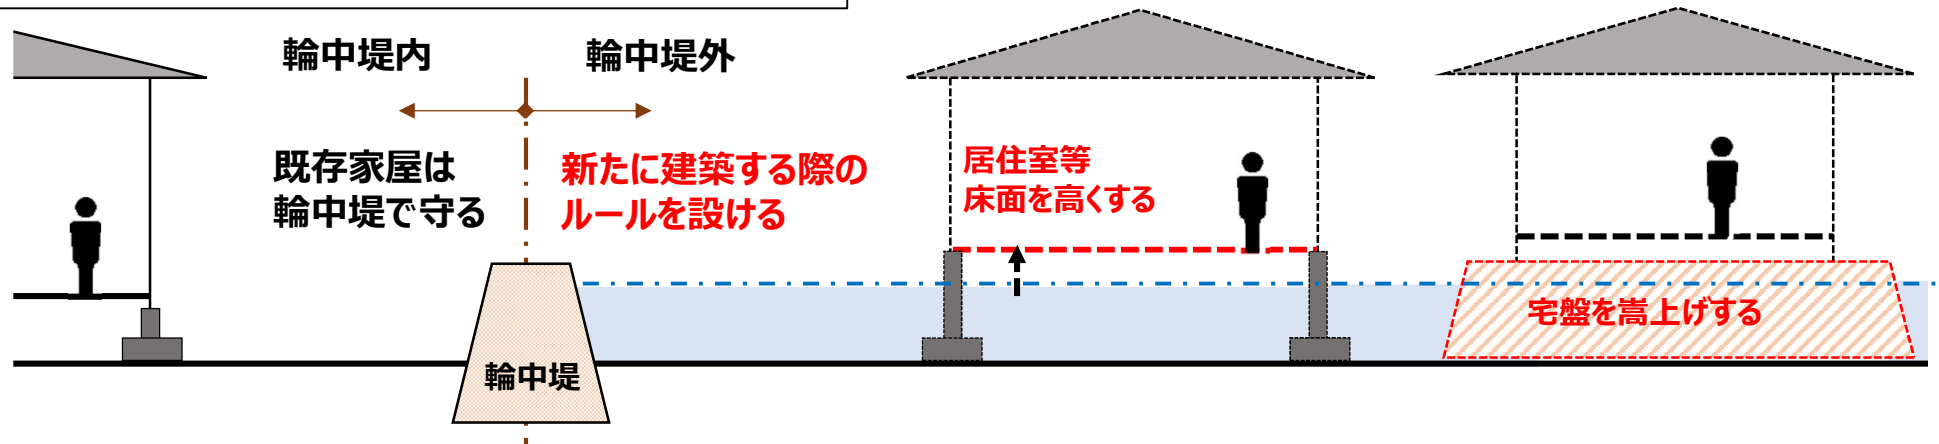 輪中堤内
輪中堤外
既存家屋は
輪中堤で守る
新たに建築する際の
ルールを設ける
居住室等
床面を高くする
宅盤を嵩上げする
輪中堤